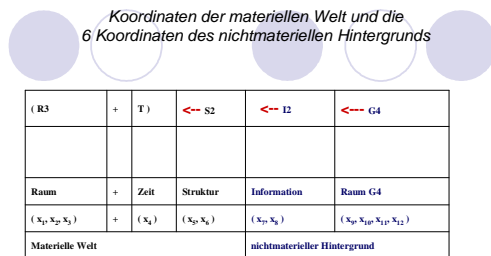 Koordinaten der materiellen Welt und die
6 Koordinaten des nichtmateriellen Hintergrunds
( R3 + T ) <-- S2 <-- I2 <--- G4
Raum + Zeit Struktur Information Raum G4
( x₁, x₂, x₃ ) + ( x₄ ) ( x₅, x₆ ) ( x₇, x₈ ) ( x₉, x₁₀, x₁₁, x₁₂ )
Materielle Welt nichtmaterieller Hintergrund